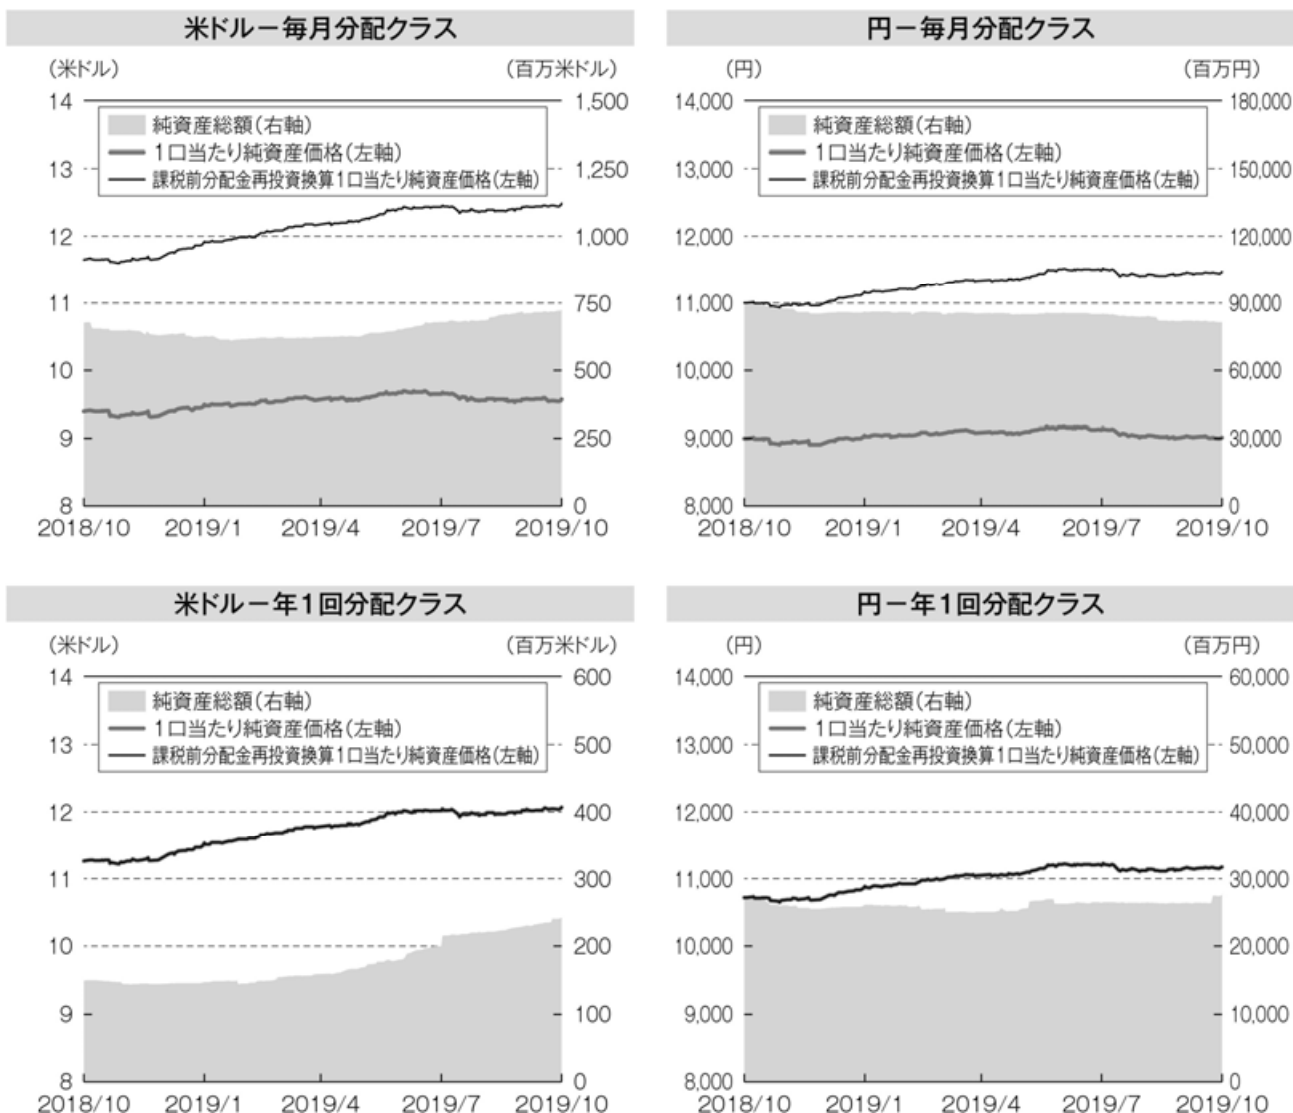 米ドルー毎月分配クラス
(米ドル) (百万米ドル)
14 1,500
純資産総額(右軸)
1口当たり純資産価格(左軸)
13 1,250
課税前分配金再投資換算1口当たり純資産価格(左軸)
12 1,000
11 750
10 500
9 250
8 0
2018/10 2019/1 2019/4 2019/7 2019/10
円ー毎月分配クラス
(円) (百万円)
14,000 180,000
純資産総額(右軸)
1口当たり純資産価格(左軸)
13,000 150,000
課税前分配金再投資換算1口当たり純資産価格(左軸)
12,000 120,000
11,000 90,000
10,000 60,000
9,000 30,000
8,000 0
2018/10 2019/1 2019/4 2019/7 2019/10
米ドルー年1回分配クラス
(米ドル) (百万米ドル)
14 600
純資産総額(右軸)
1口当たり純資産価格(左軸)
13 500
課税前分配金再投資換算1口当たり純資産価格(左軸)
12 400
11 300
10 200
9 100
8 0
2018/10 2019/1 2019/4 2019/7 2019/10
円ー年1回分配クラス
(円) (百万円)
14,000 60,000
純資産総額(右軸)
1口当たり純資産価格(左軸)
13,000 50,000
課税前分配金再投資換算1口当たり純資産価格(左軸)
12,000 40,000
11,000 30,000
10,000 20,000
9,000 10,000
8,000 0
2018/10 2019/1 2019/4 2019/7 2019/10